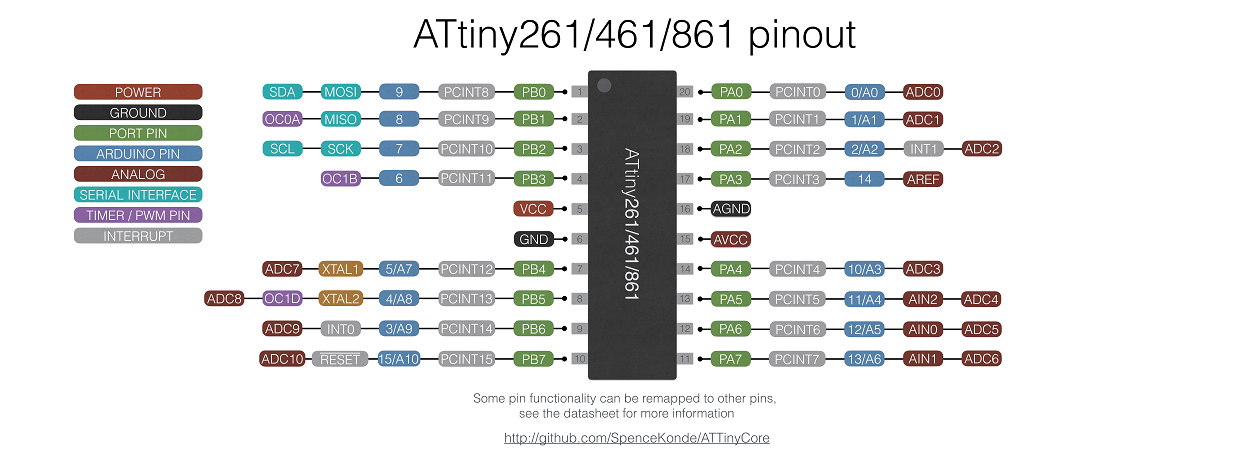 ATtiny261/461/861 pinout
POWER
GROUND
PORT PIN
ARDUINO PIN
ANALOG
SERIAL INTERFACE
TIMER / PWM PIN
INTERRUPT
SDA MOSI 9 PCINT8 PB0 1 20 PA0 PCINT0 0/A0 ADC0
OC0A MISO 8 PCINT9 PB1 2 19 PA1 PCINT1 1/A1 ADC1
SCL SCK 7 PCINT10 PB2 3 18 PA2 PCINT2 2/A2 INT1 ADC2
OC1B 6 PCINT11 PB3 4 17 PA3 PCINT3 14 AREF
VCC 5 16 AGND
GND 6 15 AVCC
ADC7 XTAL1 5/A7 PCINT12 PB4 7 14 PA4 PCINT4 10/A3 ADC3
ADC8 OC1D XTAL2 4/A8 PCINT13 PB5 8 13 PA5 PCINT5 11/A4 AIN2 ADC4
ADC9 INT0 3/A9 PCINT14 PB6 9 12 PA6 PCINT6 12/A5 AIN0 ADC5
ADC10 RESET 15/A10 PCINT15 PB7 10 11 PA7 PCINT7 13/A6 AIN1 ADC6
ATtiny261/461/861
Some pin functionality can be remapped to other pins,
see the datasheet for more information
http://github.com/SpenceKonde/ATTinyCore